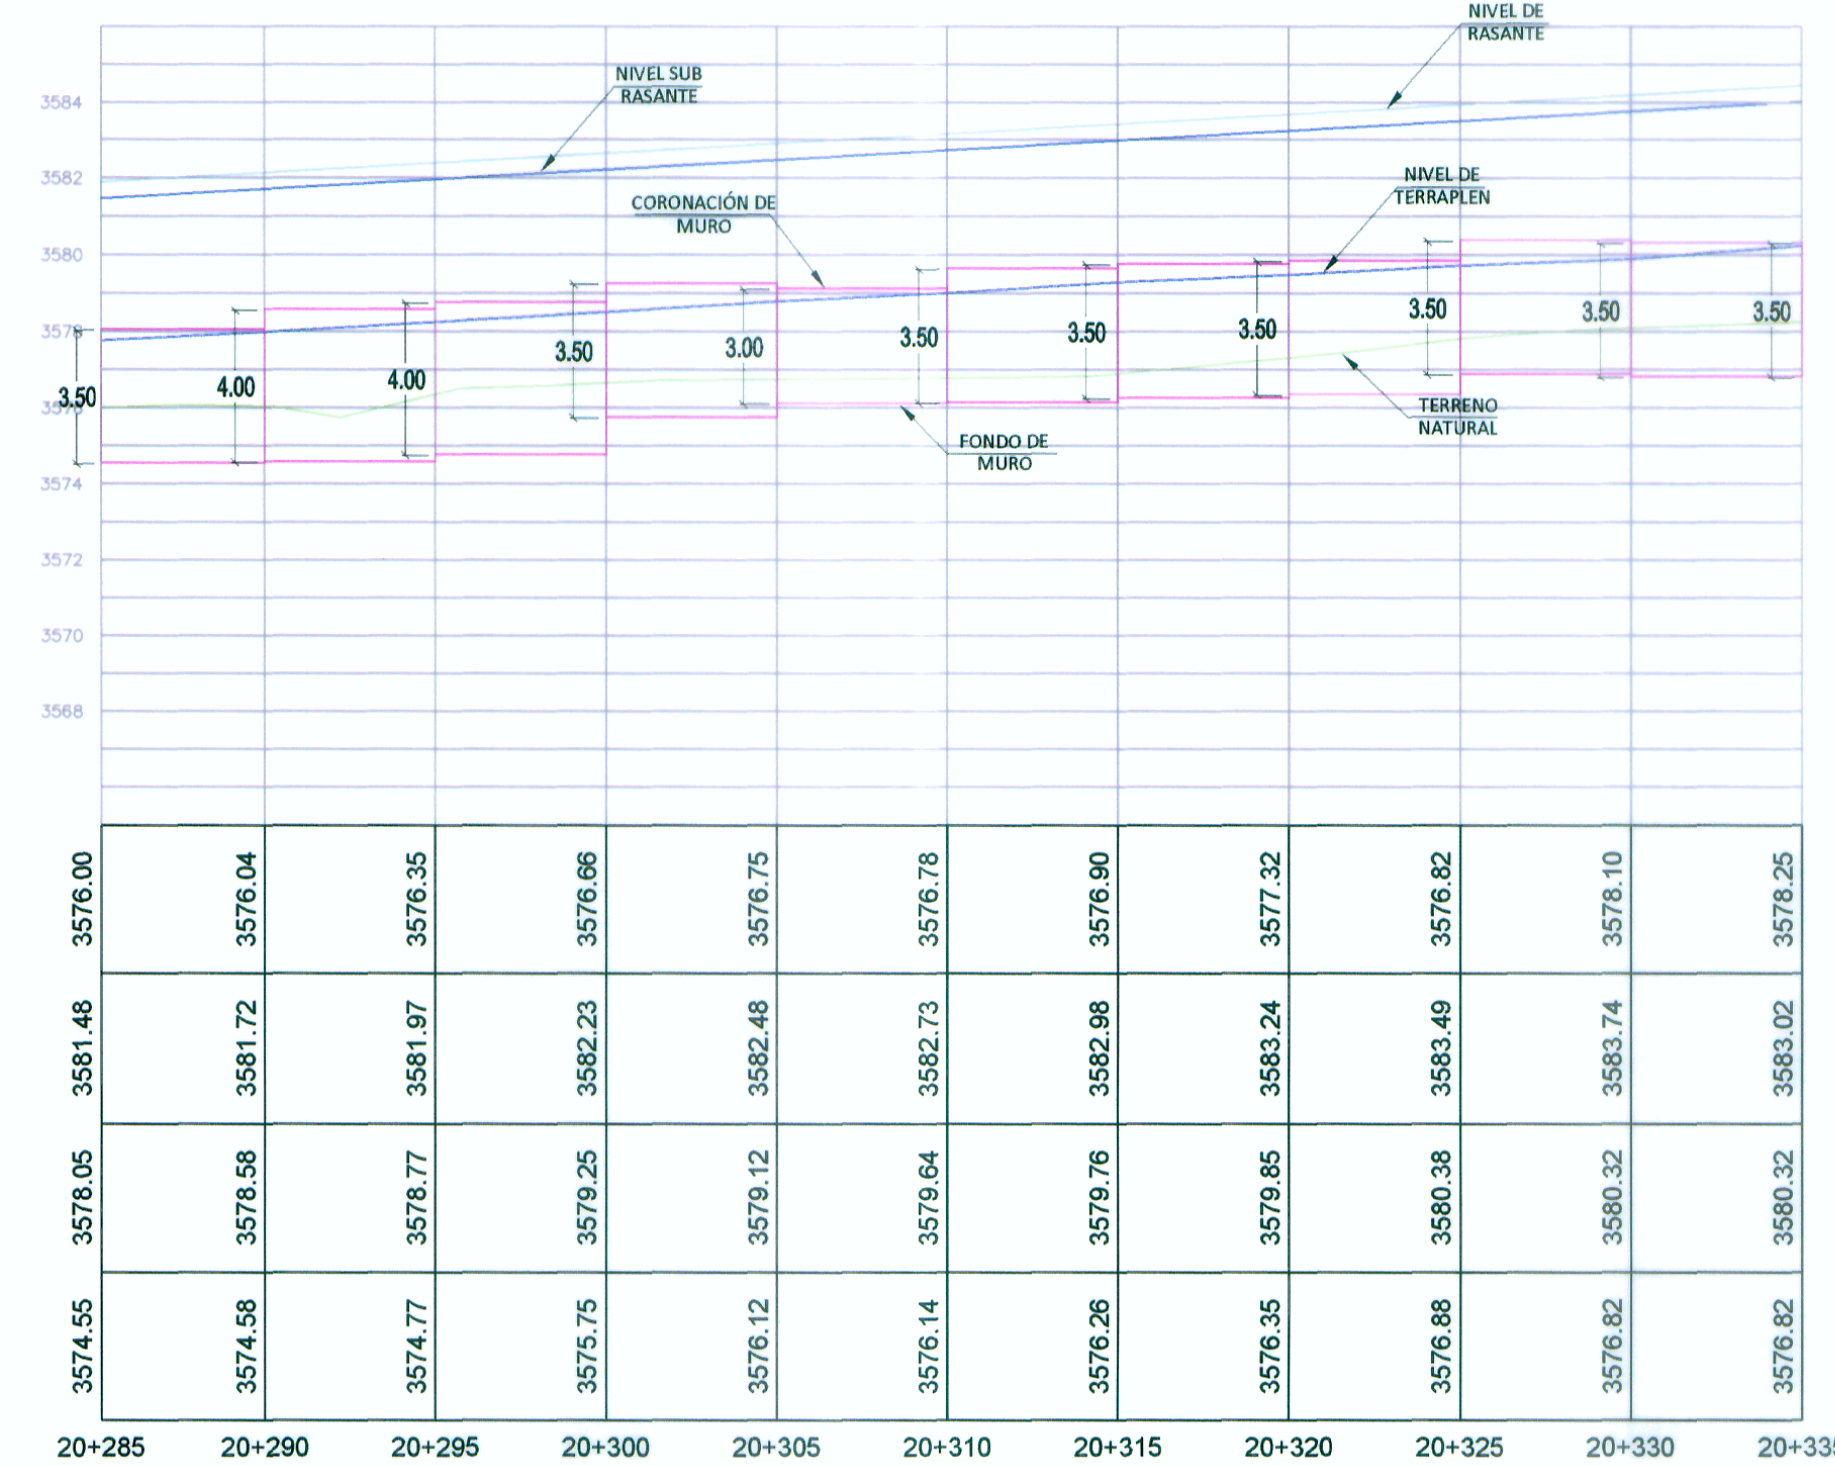 NIVEL DE
RASANTE
NIVEL SUB
RASANTE
3584
3582
NIVEL DE
TERRAPLEN
CORONACIÓN DE
MURO
3580
3578
3.50
4.00
4.00
3.50
3.00
3.50
3.50
3.50
3.50
3.50
3.50
3576
TERRENO
NATURAL
FONDO DE
MURO
3574
3572
3570
3568
3576.00 3576.04 3576.35 3576.66 3576.75 3576.78 3576.90 3577.32 3576.82 3578.10 3578.25
3581.48 3581.72 3581.97 3582.23 3582.48 3582.73 3582.98 3583.24 3583.49 3583.74 3583.02
3578.05 3578.58 3578.77 3579.25 3579.12 3579.64 3579.76 3579.85 3580.38 3580.32 3580.32
3574.55 3574.58 3574.77 3575.75 3576.12 3576.14 3576.26 3576.35 3576.88 3576.82 3576.82
20+285 20+290 20+295 20+300 20+305 20+310 20+315 20+320 20+325 20+330 20+335